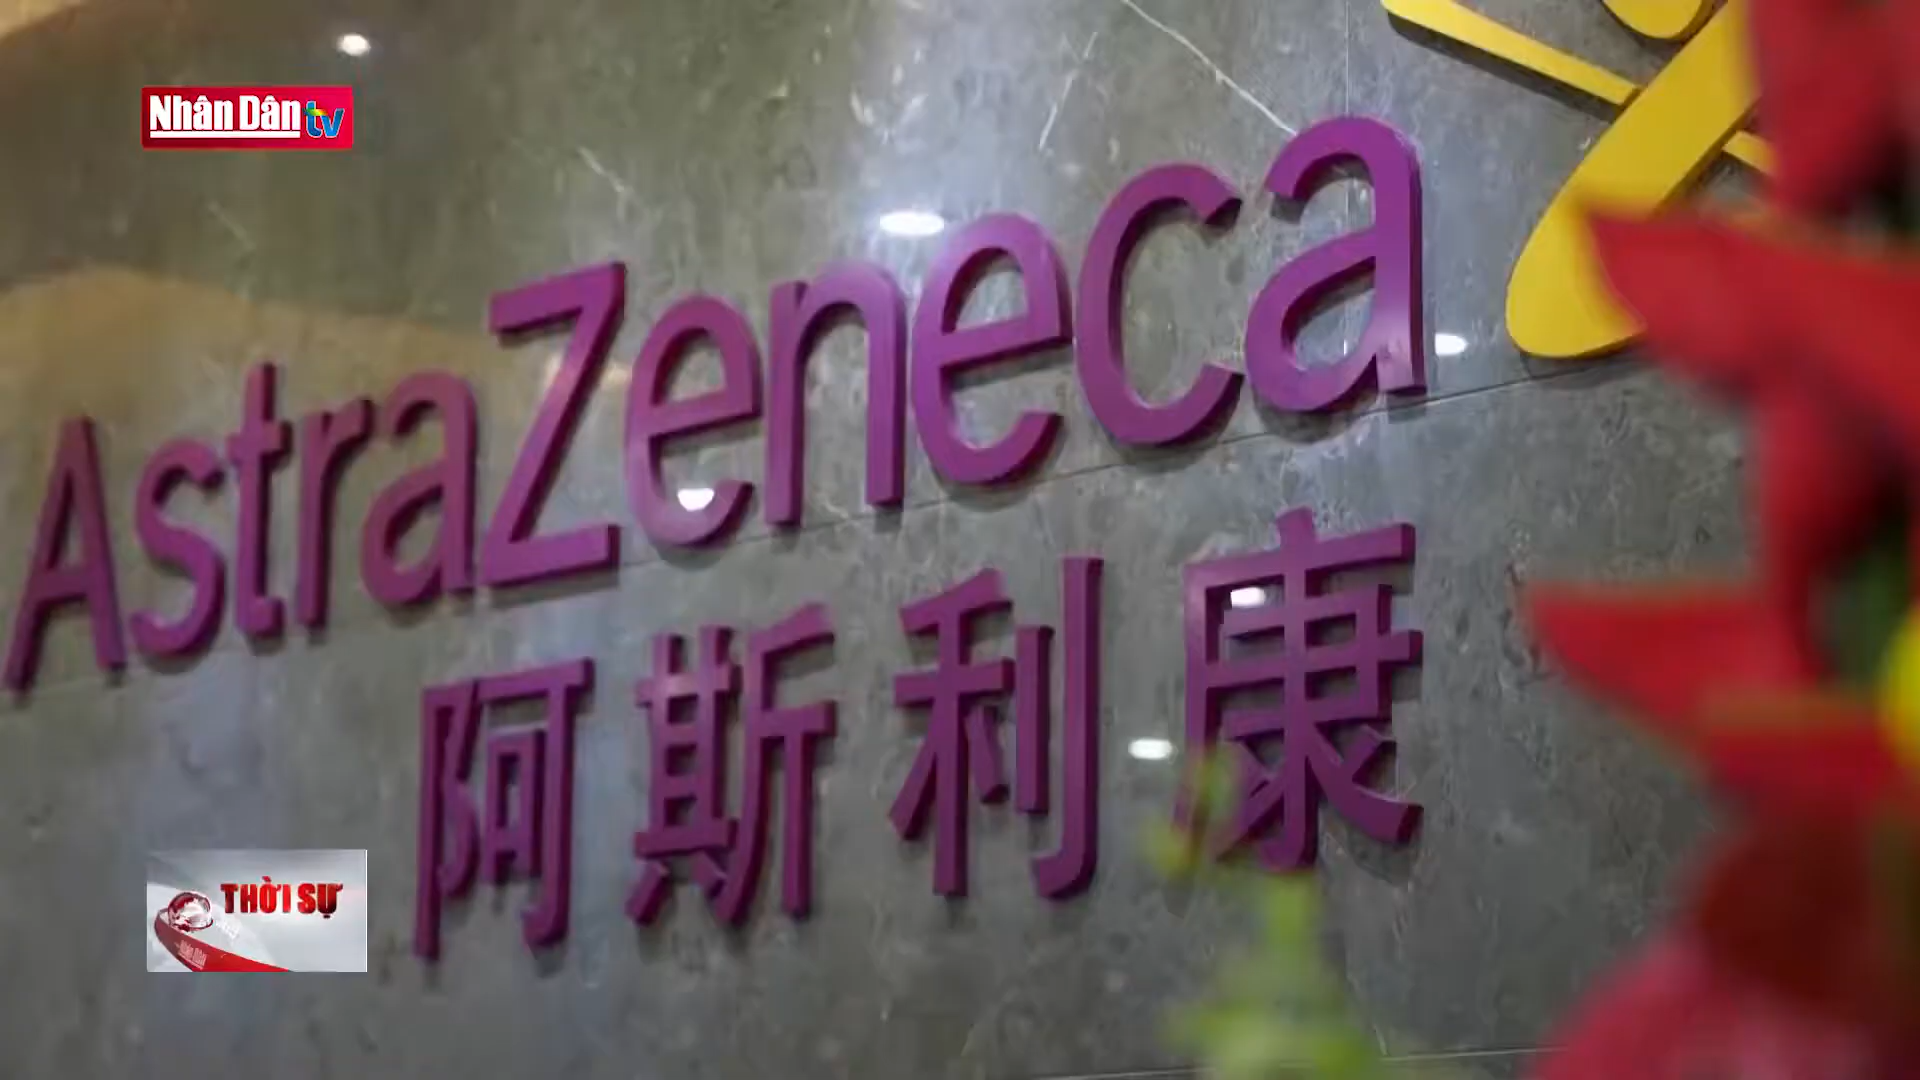 Nhân Dân tv
AstraZeneca
阿斯利康
THỜI SỰ